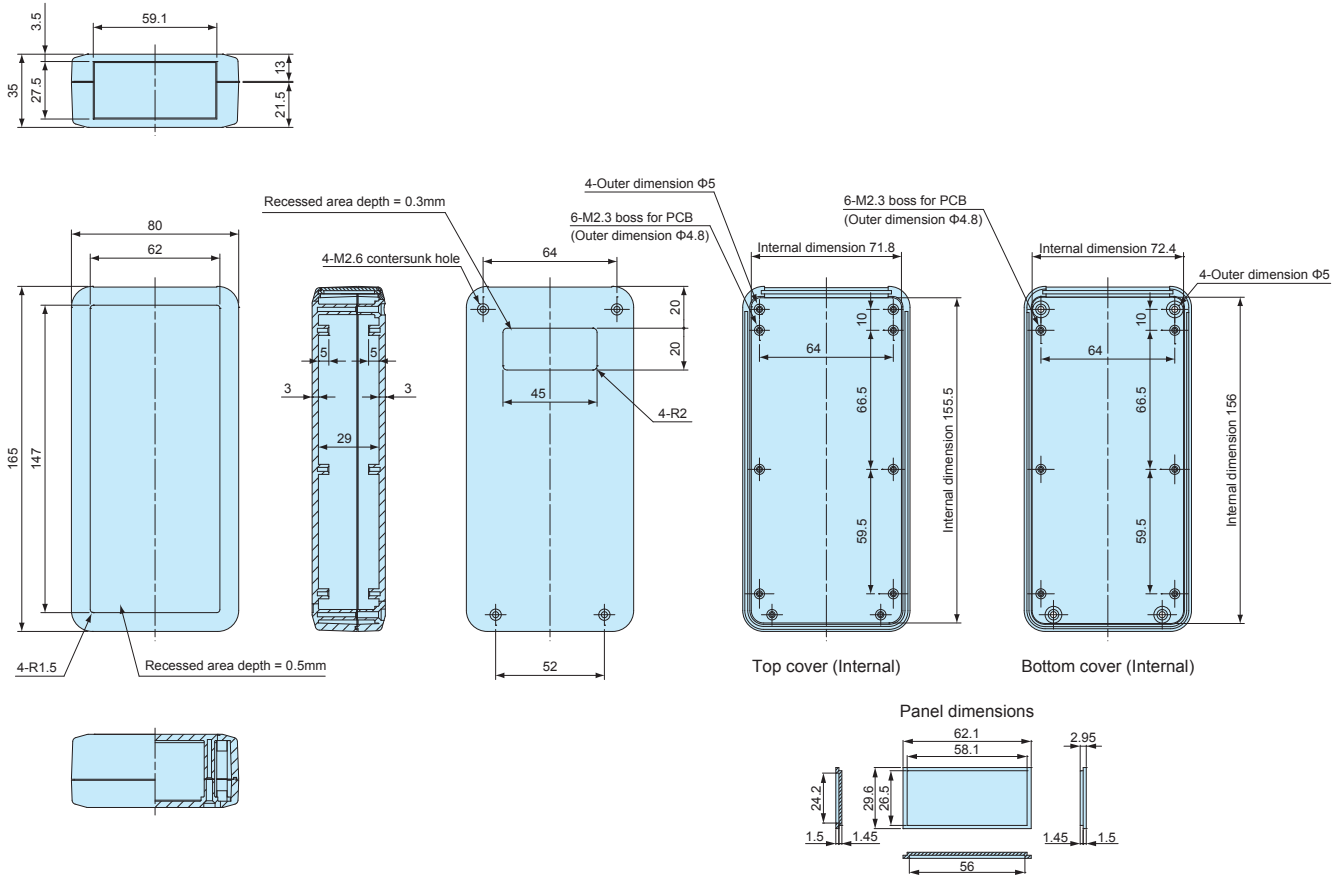 59.1
3.5
35
27.5
13
21.5
4-Outer dimension Φ5
Recessed area depth = 0.3mm
6-M2.3 boss for PCB
(Outer dimension Φ4.8)
6-M2.3 boss for PCB
(Outer dimension Φ4.8)
80
62
4-M2.6 contersunk hole
64
Internal dimension 71.8
Internal dimension 72.4
4-Outer dimension Φ5
20
20
10
10
5
5
64
64
3
3
45
4-R2
66.5
66.5
29
165
147
Internal dimension 155.5
Internal dimension 156
59.5
59.5
4-R1.5
Recessed area depth = 0.5mm
52
Top cover (Internal)
Bottom cover (Internal)
Panel dimensions
62.1
58.1
2.95
24.2
29.6
26.5
1.5
1.45
1.45
1.5
56